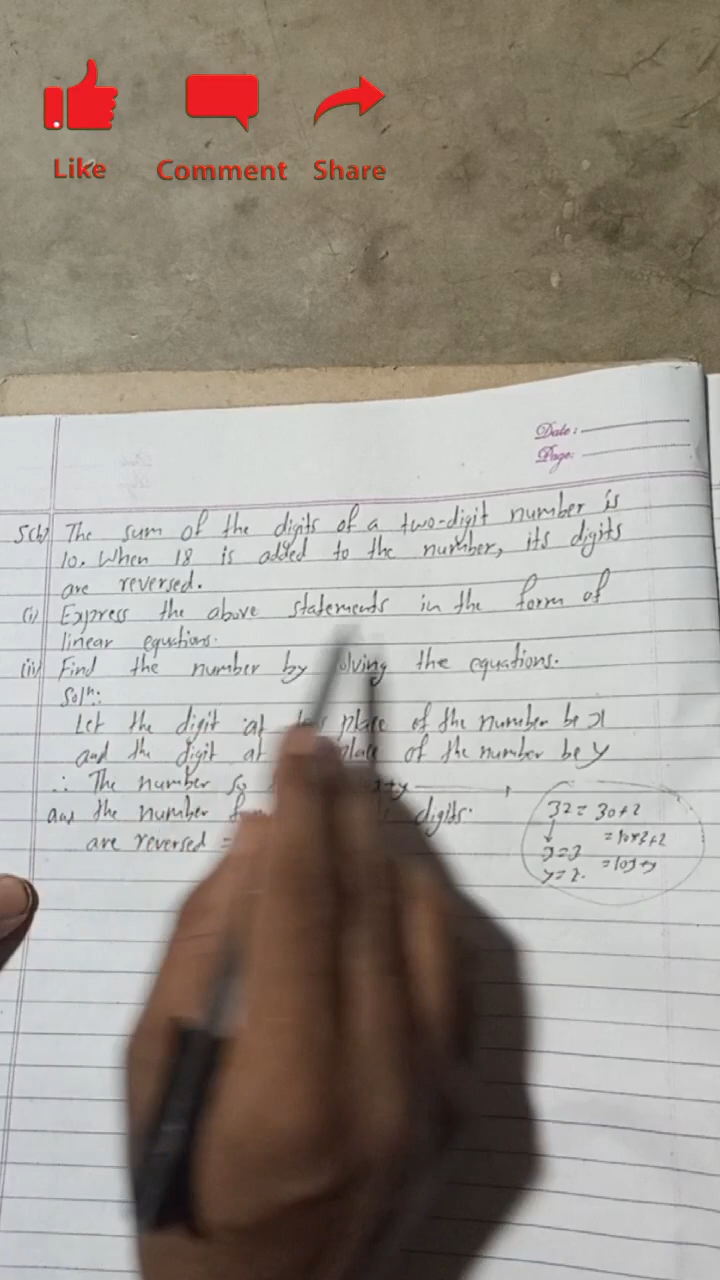 Like Comment Share
Date:
Page:
5(b) The sum of the digits of a two-digit number is
10. When 18 is added to the number, its digits
are reversed.
(i) Express the above statements in the form of
linear equations.
(ii) Find the number by solving the equations.
Solⁿ:
Let the digit at place of the number be x
and the digit at place of the number be y
∴ The number so x+y
and the number digits
are reversed =
32 = 30+2
x=3 = 10×3+2
y=2. = 10x+y